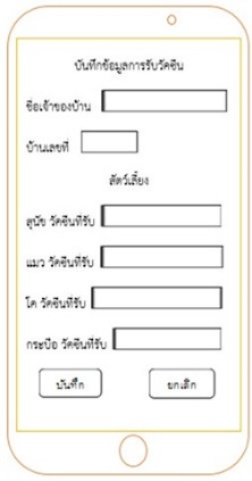 บันทึกข้อมูลการรับวัคซีน
ชื่อเจ้าของบ้าน
บ้านเลขที่
สัตว์เลี้ยง
สุนัข วัคซีนที่รับ
แมว วัคซีนที่รับ
โค วัคซีนที่รับ
กระบือ วัคซีนที่รับ
บันทึก ยกเลิก